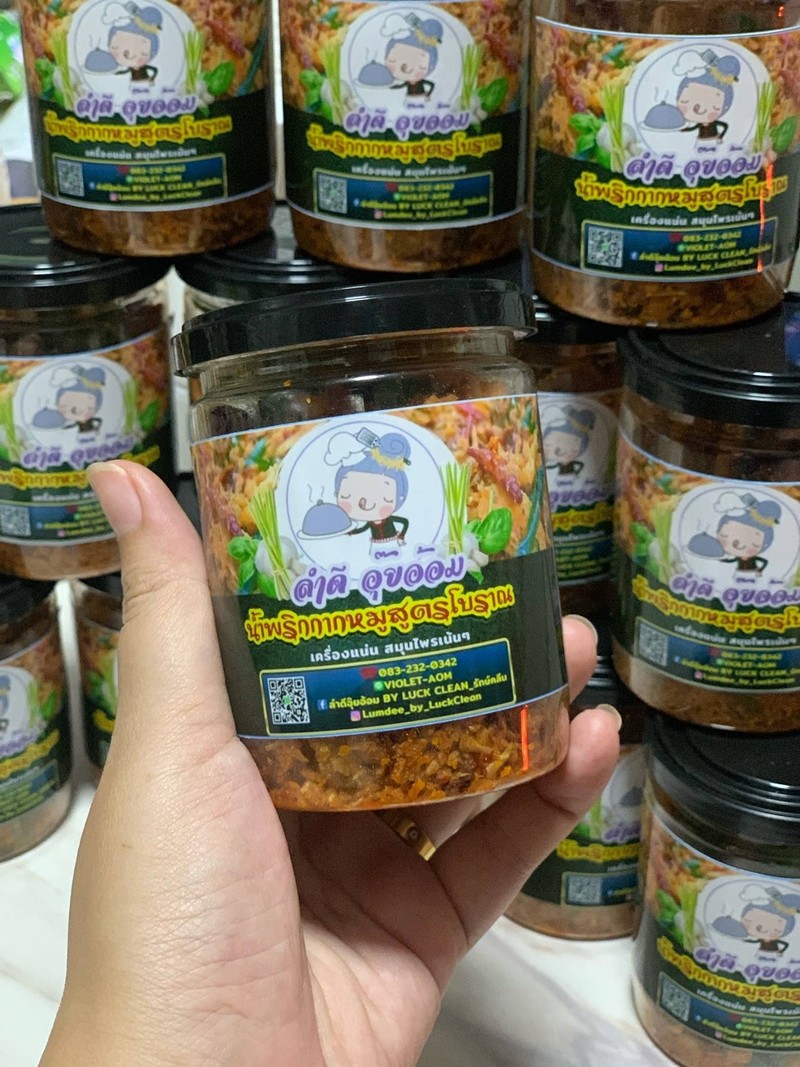 ลำดี อุ๊ยอ้อม
น้ำพริกกากหมูสูตรโบราณ
เครื่องแน่น สมุนไพรเน้นๆ
083-232-0342
VIOLET-AOM
ลำดีอุ้ยอ้อม BY LUCK CLEAN_รักษ์คลีน
Lumdee_by_LuckClean